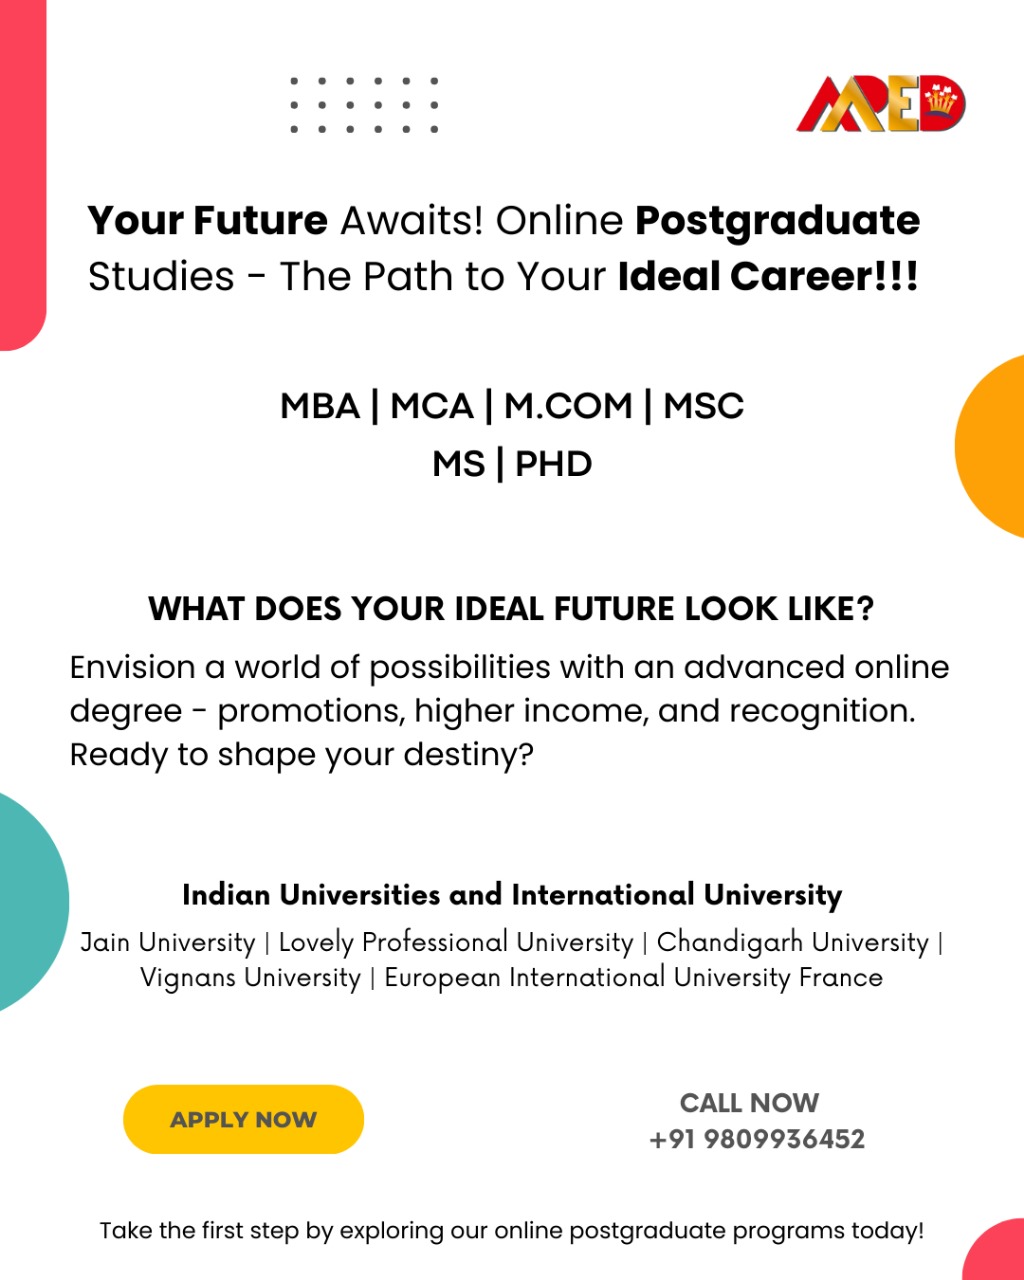 MPED
Your Future Awaits! Online Postgraduate
Studies - The Path to Your Ideal Career!!!
MBA | MCA | M.COM | MSC
MS | PHD
WHAT DOES YOUR IDEAL FUTURE LOOK LIKE?
Envision a world of possibilities with an advanced online
degree - promotions, higher income, and recognition.
Ready to shape your destiny?
Indian Universities and International University
Jain University | Lovely Professional University | Chandigarh University |
Vignans University | European International University France
APPLY NOW
CALL NOW
+91 9809936452
Take the first step by exploring our online postgraduate programs today!